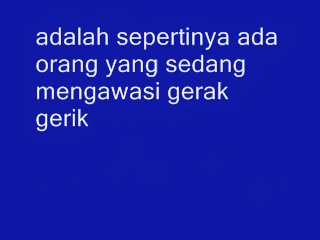 adalah sepertinya ada
orang yang sedang
mengawasi gerak
gerik